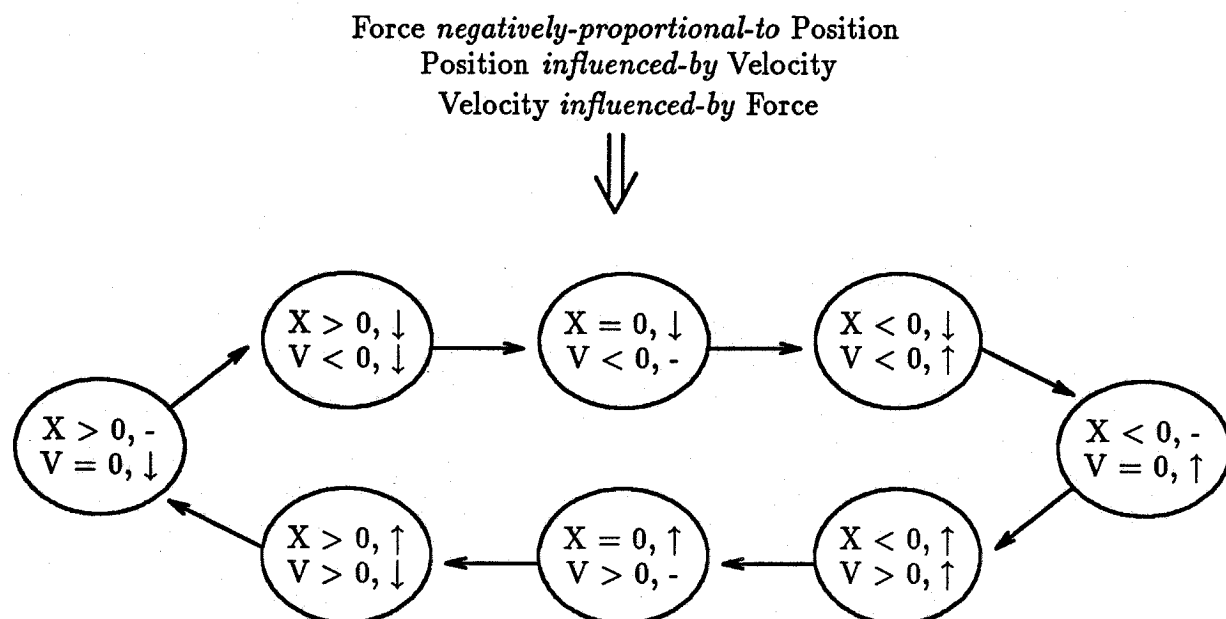 Force negatively-proportional-to Position
Position influenced-by Velocity
Velocity influenced-by Force
X > 0, ↓
V < 0, ↓
X = 0, ↓
V < 0, -
X < 0, ↓
V < 0, ↑
X > 0, -
V = 0, ↓
X < 0, -
V = 0, ↑
X > 0, ↑
V > 0, ↓
X = 0, ↑
V > 0, -
X < 0, ↑
V > 0, ↑